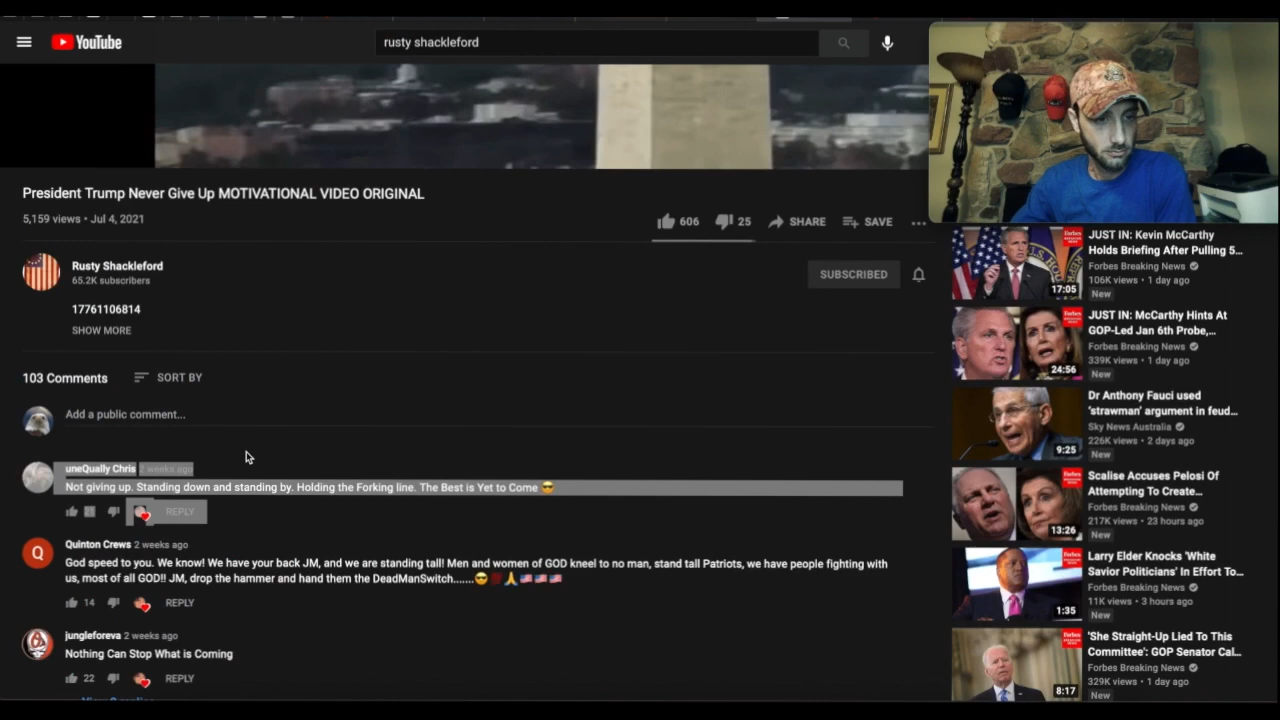 YouTube
rusty shackleford
President Trump Never Give Up MOTIVATIONAL VIDEO ORIGINAL
5,159 views • Jul 4, 2021
606
25
SHARE
SAVE
Rusty Shackleford
65.2K subscribers
SUBSCRIBED
17761106814
SHOW MORE
103 Comments
SORT BY
Add a public comment...
uneQually Chris 2 weeks ago
Not giving up. Standing down and standing by. Holding the Forking line. The Best is Yet to Come 😎
REPLY
Q
Quinton Crews 2 weeks ago
God speed to you. We know! We have your back JM, and we are standing tall! Men and women of GOD kneel to no man, stand tall Patriots, we have people fighting with
us, most of all GOD!! JM, drop the hammer and hand them the DeadManSwitch.......😎
14
REPLY
jungleforeva 2 weeks ago
Nothing Can Stop What is Coming
22
REPLY
Forbes
17:05
JUST IN: Kevin McCarthy
Holds Briefing After Pulling 5...
Forbes Breaking News
106K views • 1 day ago
New
Forbes
24:56
JUST IN: McCarthy Hints At
GOP-Led Jan 6th Probe,...
Forbes Breaking News
339K views • 1 day ago
New
9:25
Dr Anthony Fauci used
‘strawman’ argument in feud...
Sky News Australia
226K views • 2 days ago
New
Forbes
13:26
Scalise Accuses Pelosi Of
Attempting To Create...
Forbes Breaking News
217K views • 23 hours ago
New
Forbes
1:35
Larry Elder Knocks 'White
Savior Politicians' In Effort To...
Forbes Breaking News
11K views • 3 hours ago
New
Forbes
8:17
'She Straight-Up Lied To This
Committee': GOP Senator Cal...
Forbes Breaking News
329K views • 1 day ago
New